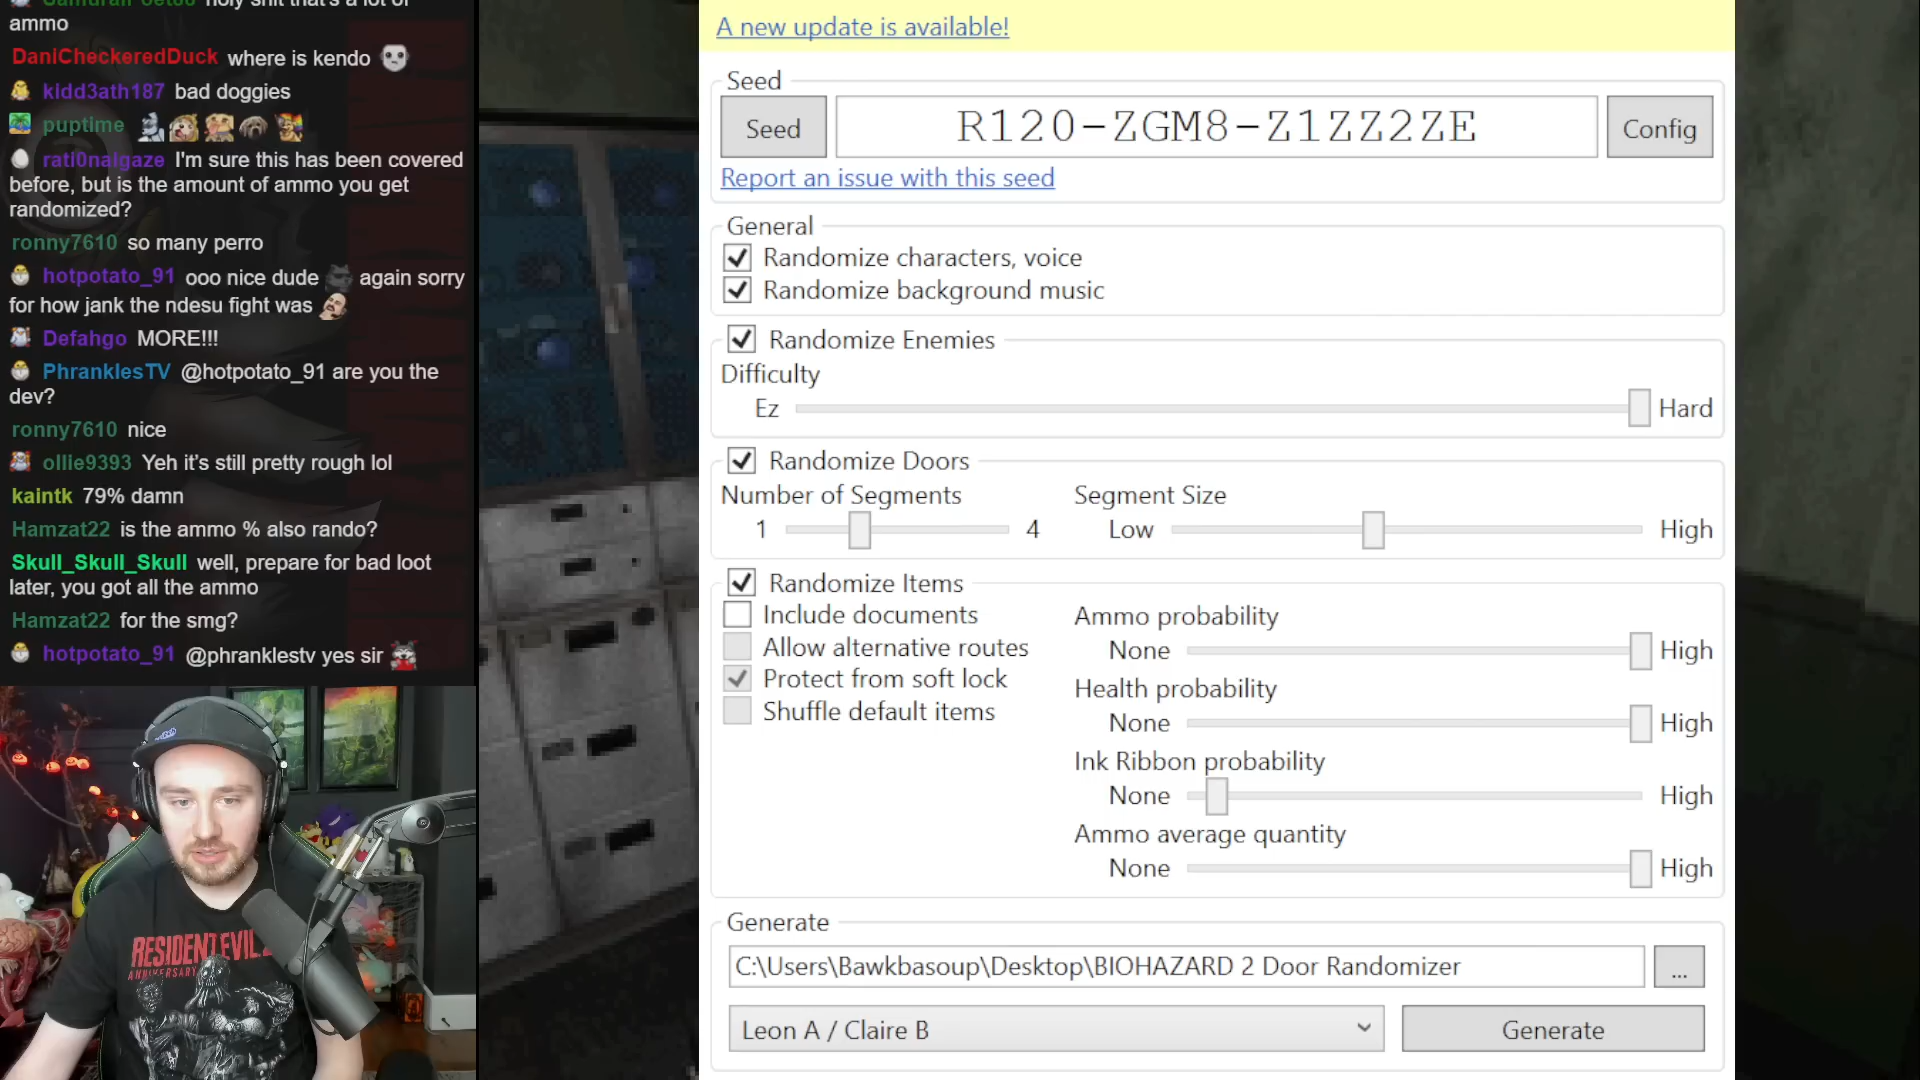 holy shit that's a lot of
ammo
DaniCheckeredDuck where is kendo
kidd3ath187 bad doggies
puptime
rati0nalgaze I'm sure this has been covered
before, but is the amount of ammo you get
randomized?
ronny7610 so many perro
hotpotato_91 ooo nice dude again sorry
for how jank the ndesu fight was
Defahgo MORE!!!
PhranklesTV @hotpotato_91 are you the
dev?
ronny7610 nice
ollie9393 Yeh it's still pretty rough lol
kaintk 79% damn
Hamzat22 is the ammo % also rando?
Skull_Skull_Skull well, prepare for bad loot
later, you got all the ammo
Hamzat22 for the smg?
hotpotato_91 @phranklestv yes sir
RESIDENT EVIL
ANNIVERSARY
A new update is available!
Seed
Seed R120-ZGM8-Z1ZZ2ZE Config
Report an issue with this seed
General
Randomize characters, voice
Randomize background music
Randomize Enemies
Difficulty
Ez Hard
Randomize Doors
Number of Segments Segment Size
1 4 Low High
Randomize Items
Include documents
Allow alternative routes
Protect from soft lock
Shuffle default items
Ammo probability
None High
Health probability
None High
Ink Ribbon probability
None High
Ammo average quantity
None High
Generate
C:\Users\Bawkbasoup\Desktop\BIOHAZARD 2 Door Randomizer ...
Leon A / Claire B Generate